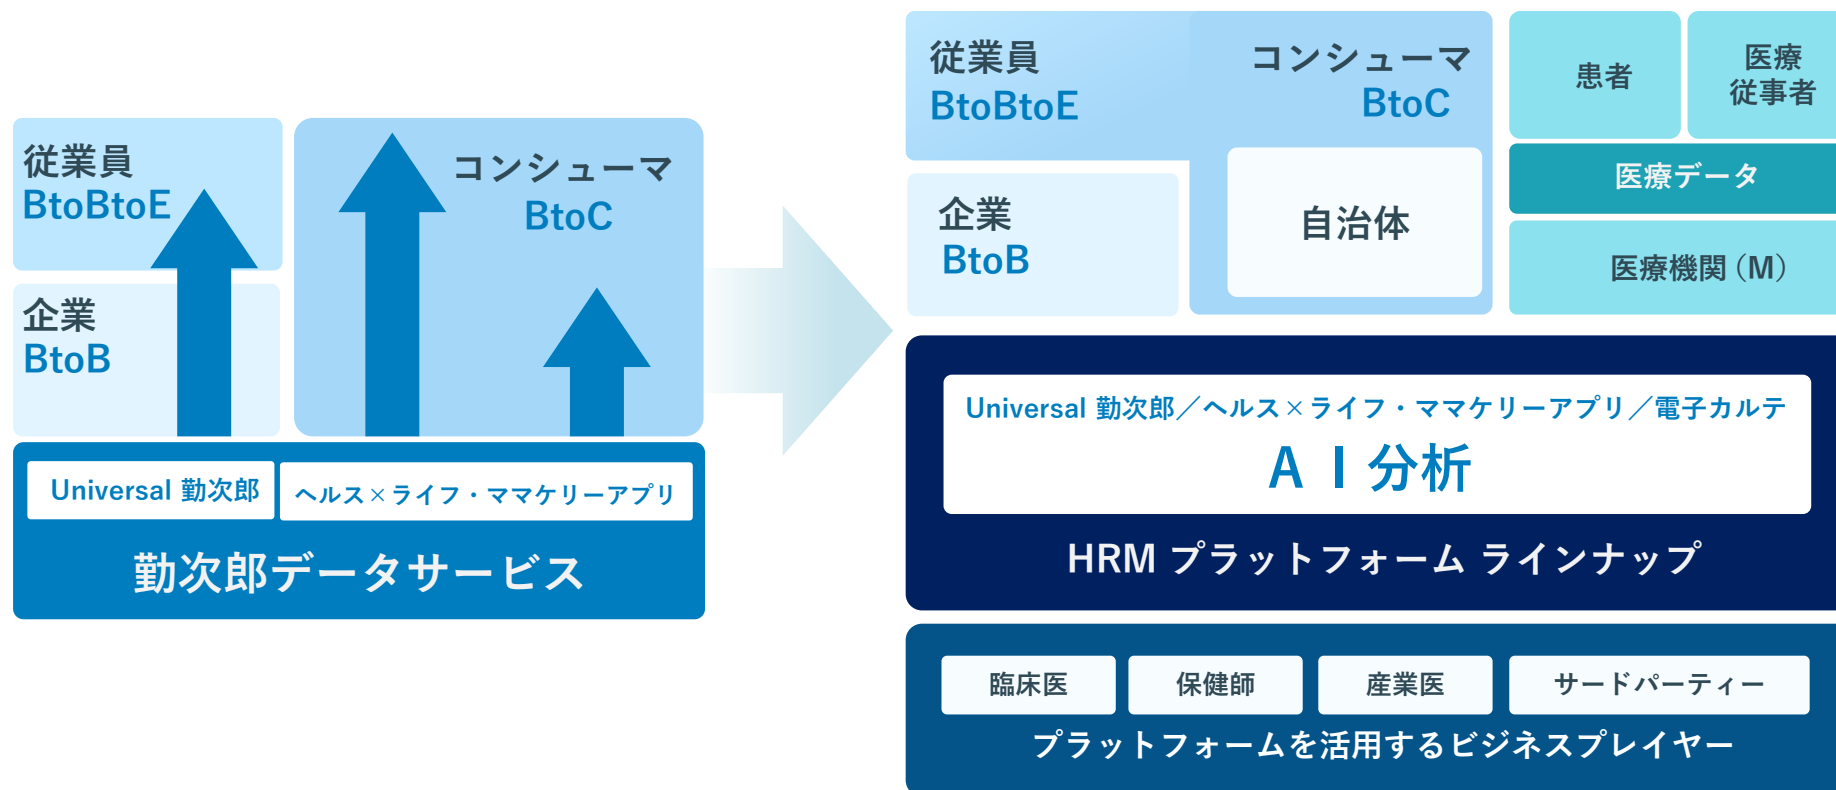 従業員
BtoBtoE
コンシューマ
BtoC
企業
BtoB
Universal 勤次郎
ヘルス×ライフ・ママケリーアプリ
勤次郎データサービス
従業員
BtoBtoE
コンシューマ
BtoC
企業
BtoB
自治体
患者
医療
従事者
医療データ
医療機関(M)
Universal 勤次郎／ヘルス×ライフ・ママケリーアプリ／電子カルテ
AI分析
HRM プラットフォーム ラインナップ
臨床医
保健師
産業医
サードパーティー
プラットフォームを活用するビジネスプレイヤー